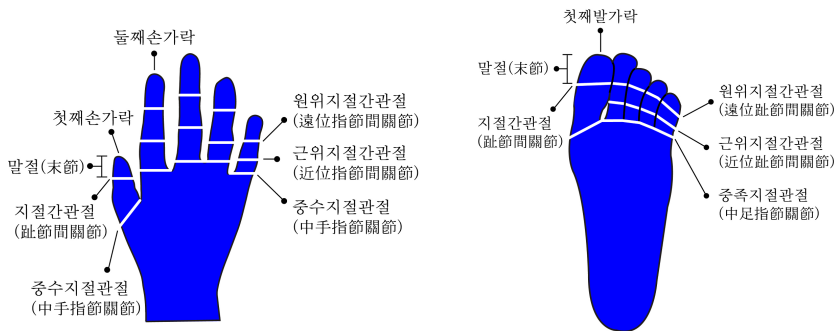 둘째손가락
첫째손가락
말절(末節)
지절간관절
(趾節間關節)
중수지절관절
(中手指節關節)
원위지절간관절
(遠位指節間關節)
근위지절간관절
(近位指節間關節)
중수지절관절
(中手指節關節)
첫째발가락
말절(末節)
지절간관절
(趾節間關節)
원위지절간관절
(遠位趾節間關節)
근위지절간관절
(近位趾節間關節)
중족지절관절
(中足指節關節)